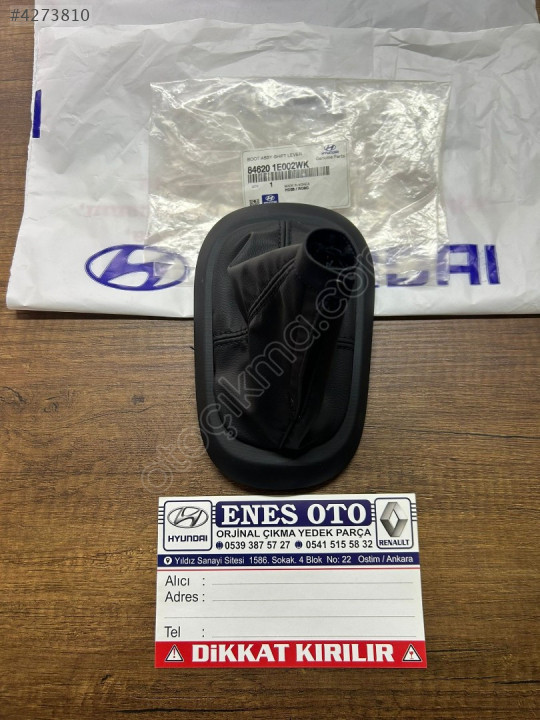 #4273810
BOOT ASSY-SHIFT LEVER
84620 1E002WK
1
HYUNDAI
otoçıkma.com
HYUNDAI
ENES OTO
ORJİNAL ÇIKMA YEDEK PARÇA
0539 387 57 27 0541 515 58 32
RENAULT
Yıldız Sanayi Sitesi 1586. Sokak. 4 Blok No: 22 Ostim / Ankara
Alıcı :
Adres :
Tel :
DİKKAT KIRILIR